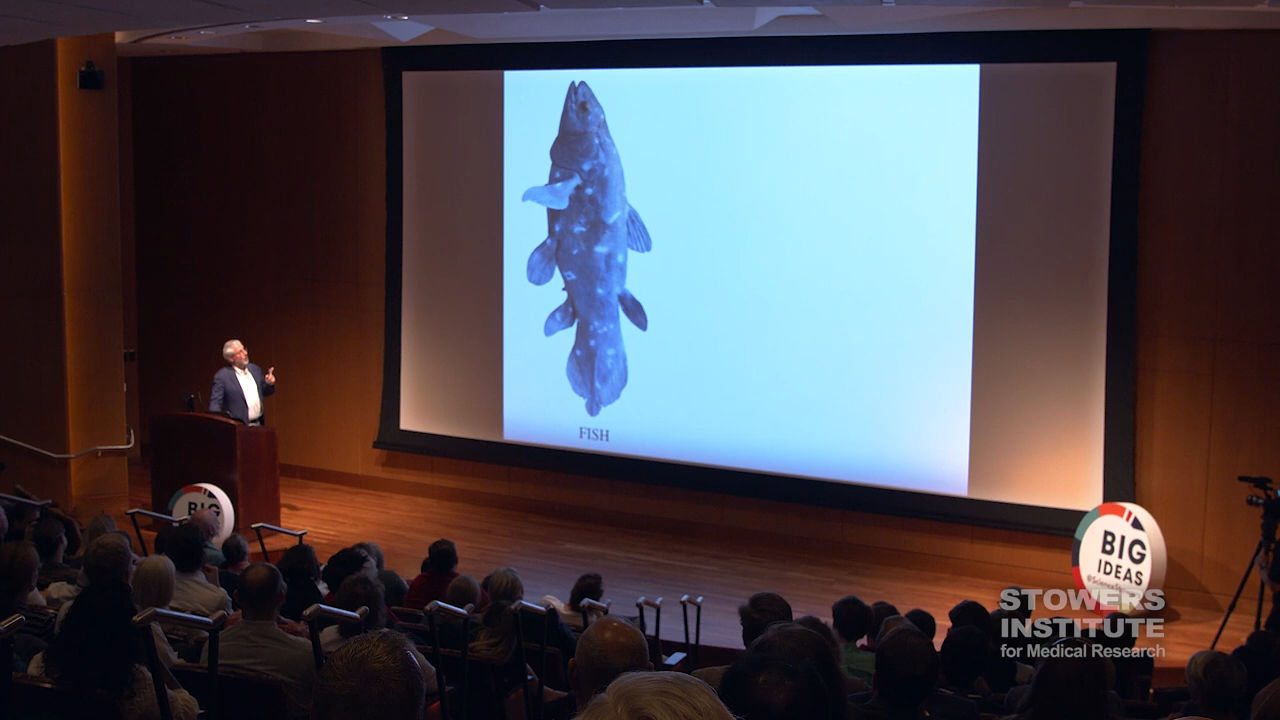 FISH
BIG
BIG
IDEAS
STOWERS
INSTITUTE
for Medical Research